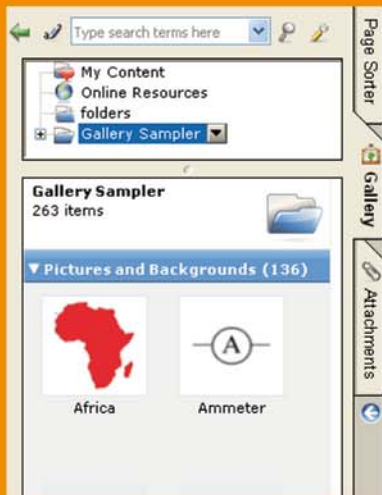 Type search terms here
My Content
Online Resources
folders
Gallery Sampler
Gallery Sampler
263 items
Pictures and Backgrounds (136)
Africa
A
Ammeter
Page Sorter
Gallery
Attachments